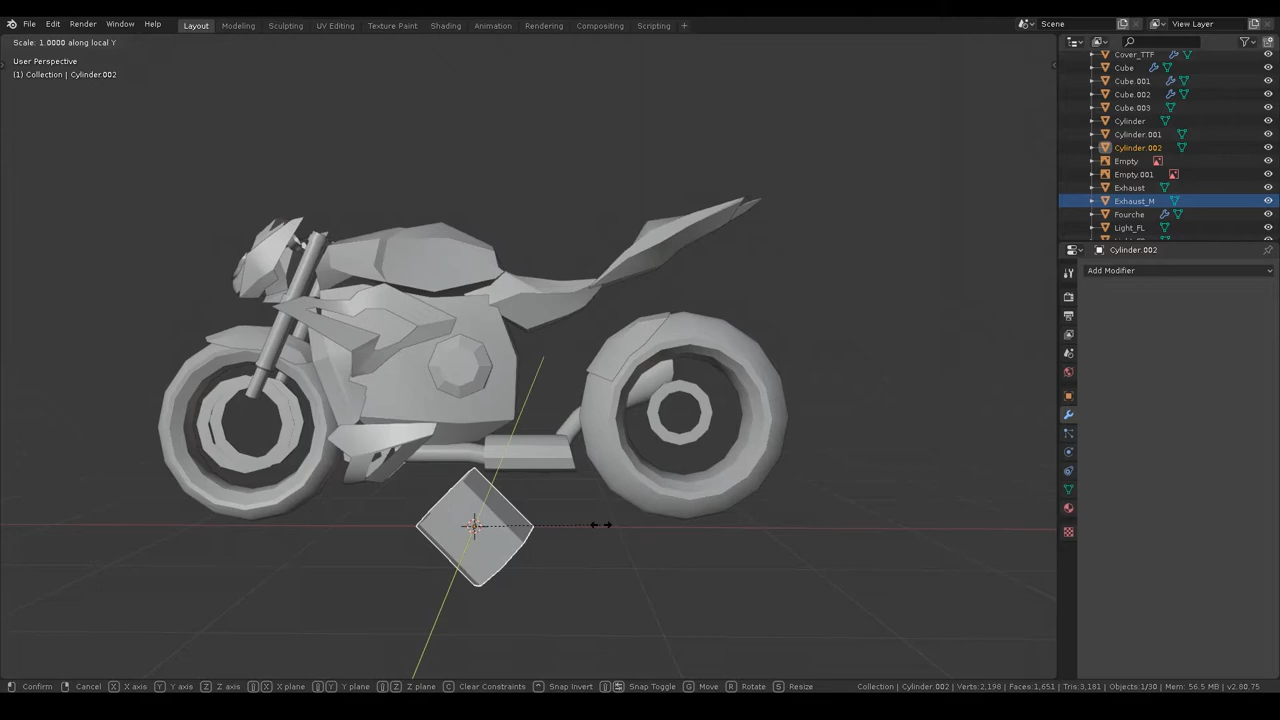 File Edit Render Window Help Layout Modeling Sculpting UV Editing Texture Paint Shading Animation Rendering Compositing Scripting + Scene View Layer
Scale: 1.0000 along local Y
User Perspective
(1) Collection | Cylinder.002
Cover_TTF
Cube
Cube.001
Cube.002
Cube.003
Cylinder
Cylinder.001
Cylinder.002
Empty
Empty.001
Exhaust
Exhaust_M
Fourche
Light_FL
Cylinder.002
Add Modifier
Confirm Cancel X X axis Y Y axis Z Z axis X X plane Y Y plane Z Z plane C Clear Constraints Snap Invert Snap Toggle G Move R Rotate S Resize Collection | Cylinder.002 | Verts:2,198 | Faces:1,651 | Tris:3,181 | Objects:1/30 | Mem: 56.5 MB | v2.80.75